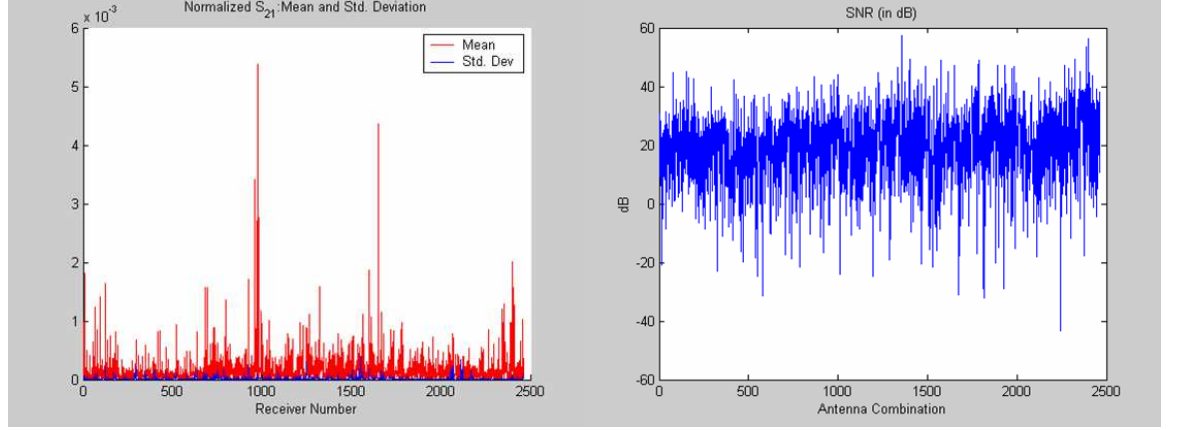 Normalized S21:Mean and Std. Deviation
x 10-3
6
5
4
3
2
1
0
0 500 1000 1500 2000 2500
Receiver Number
Mean
Std. Dev
SNR (in dB)
60
40
20
0
-20
-40
-60
dB
0 500 1000 1500 2000 2500
Antenna Combination